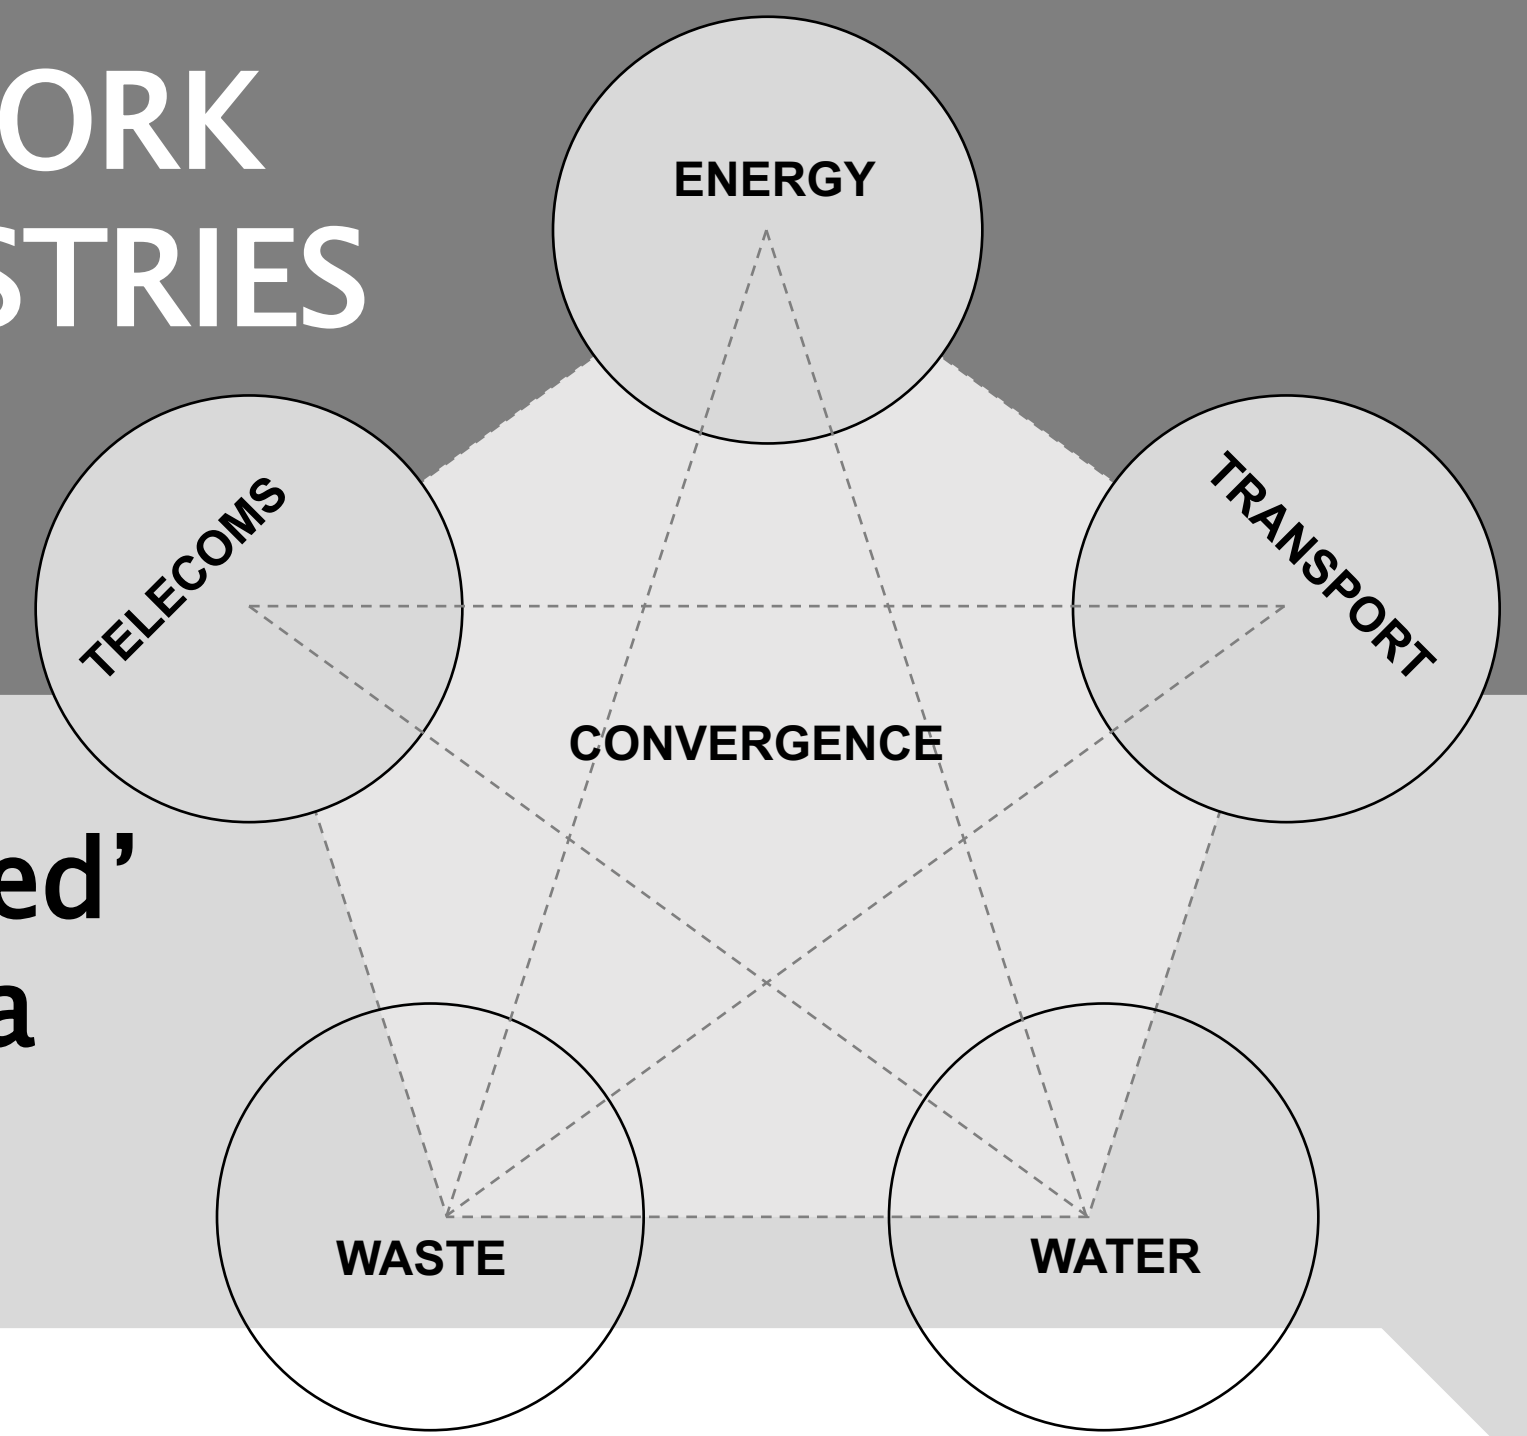 ORK
STRIES
ENERGY
TELECOMS
TRANSPORT
CONVERGENCE
ed’
a
WASTE
WATER